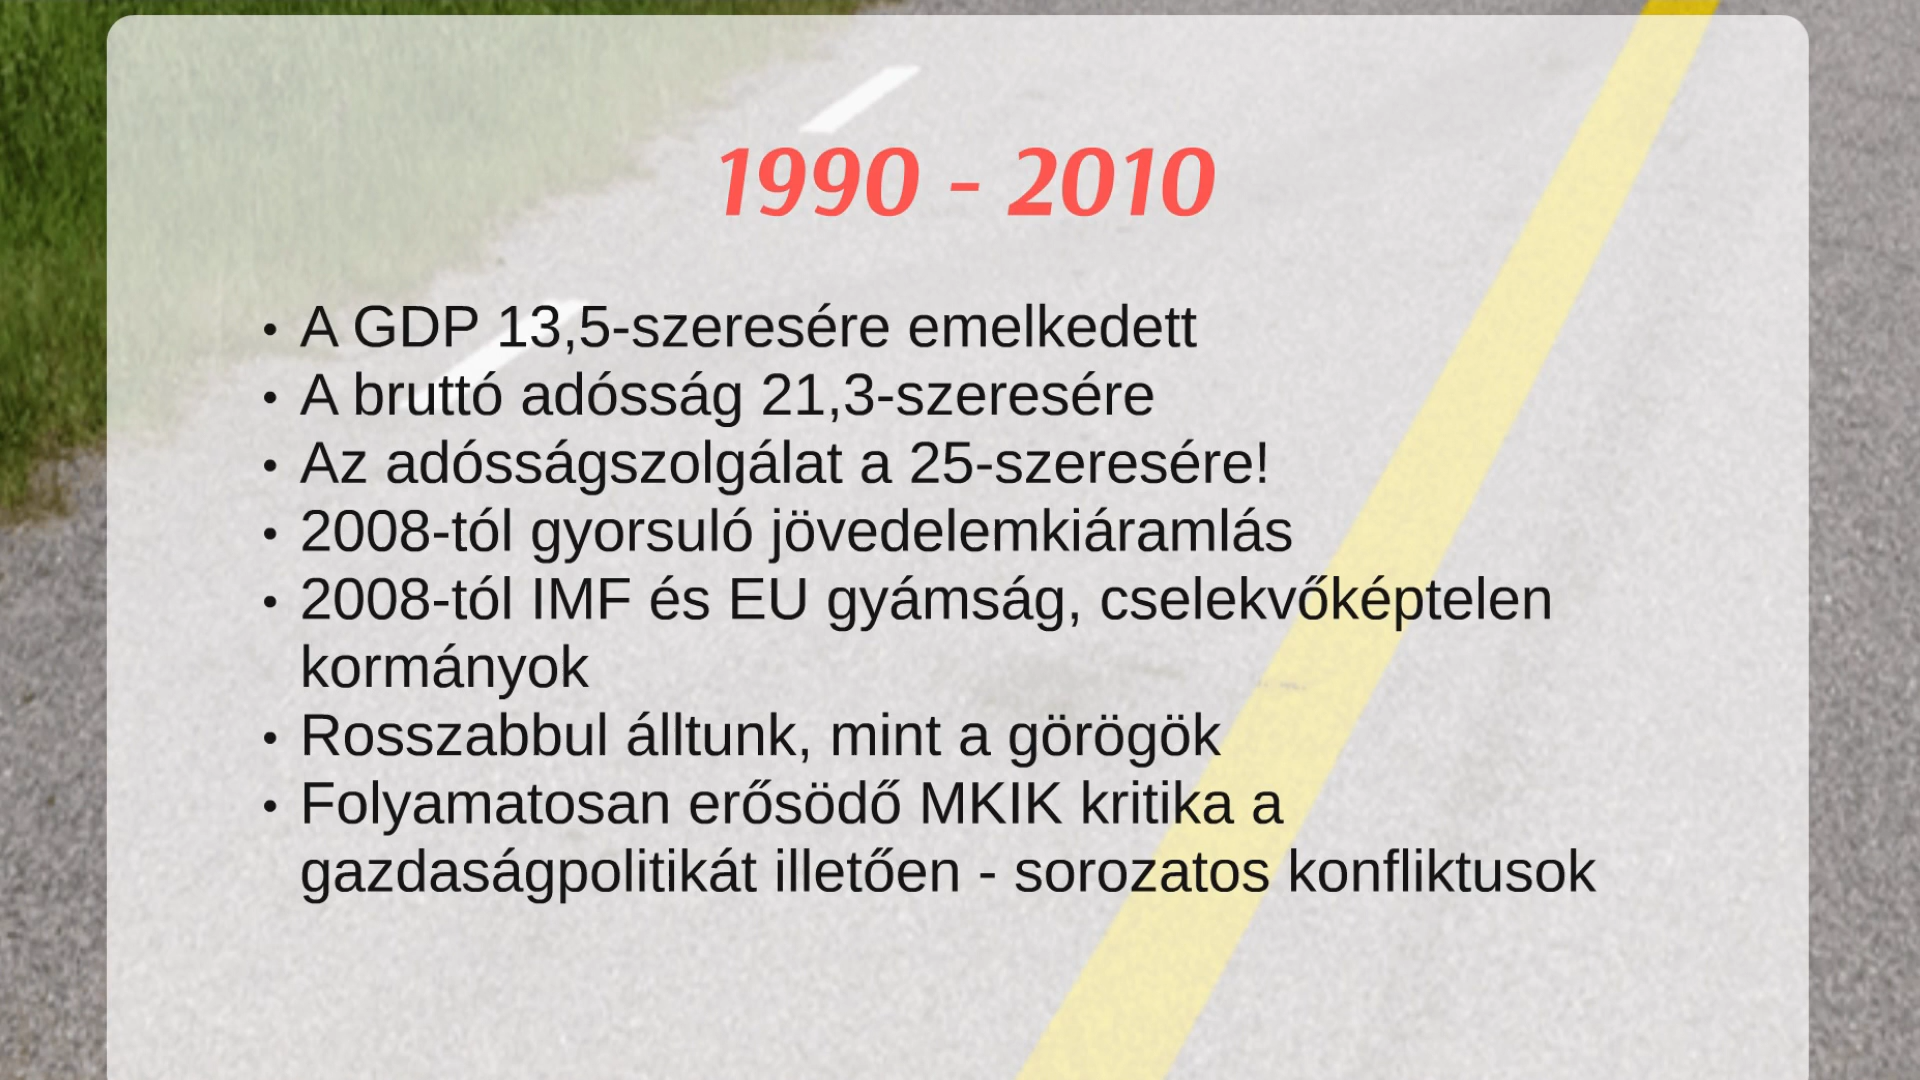 1990 - 2010
• A GDP 13,5-szeresére emelkedett
• A bruttó adósság 21,3-szeresére
• Az adósságszolgálat a 25-szeresére!
• 2008-tól gyorsuló jövedelemkiáramlás
• 2008-tól IMF és EU gyámság, cselekvőképtelen
kormányok
• Rosszabbul álltunk, mint a görögök
• Folyamatosan erősödő MKIK kritika a
gazdaságpolitikát illetően - sorozatos konfliktusok